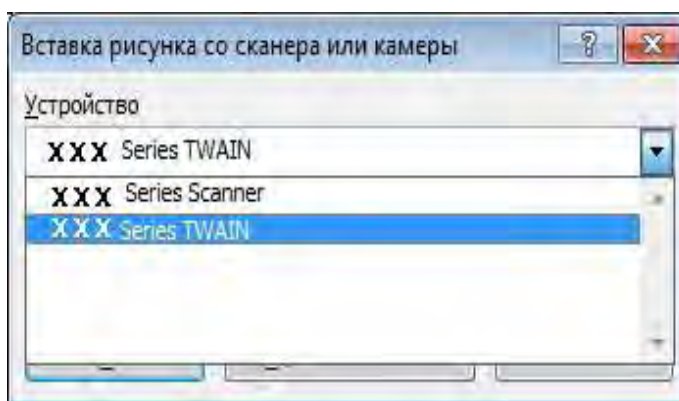 Вставка рисунка со сканера или камеры
Устройство
XXX Series TWAIN
XXX Series Scanner
XXX Series TWAIN